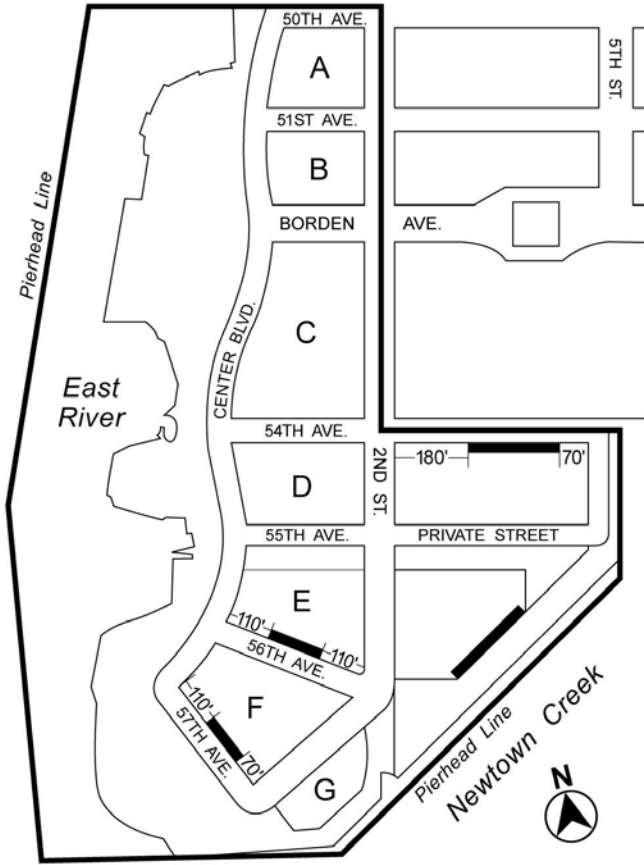 50TH AVE.
5TH ST.
A
51ST AVE.
B
BORDEN AVE.
Pierhead Line
C
CENTER BLVD.
East
River
54TH AVE.
2ND ST.
180'
70'
D
55TH AVE.
PRIVATE STREET
E
110'
110'
56TH AVE.
110'
F
57TH AVE.
70'
G
Pierhead Line
Newtown Creek
N